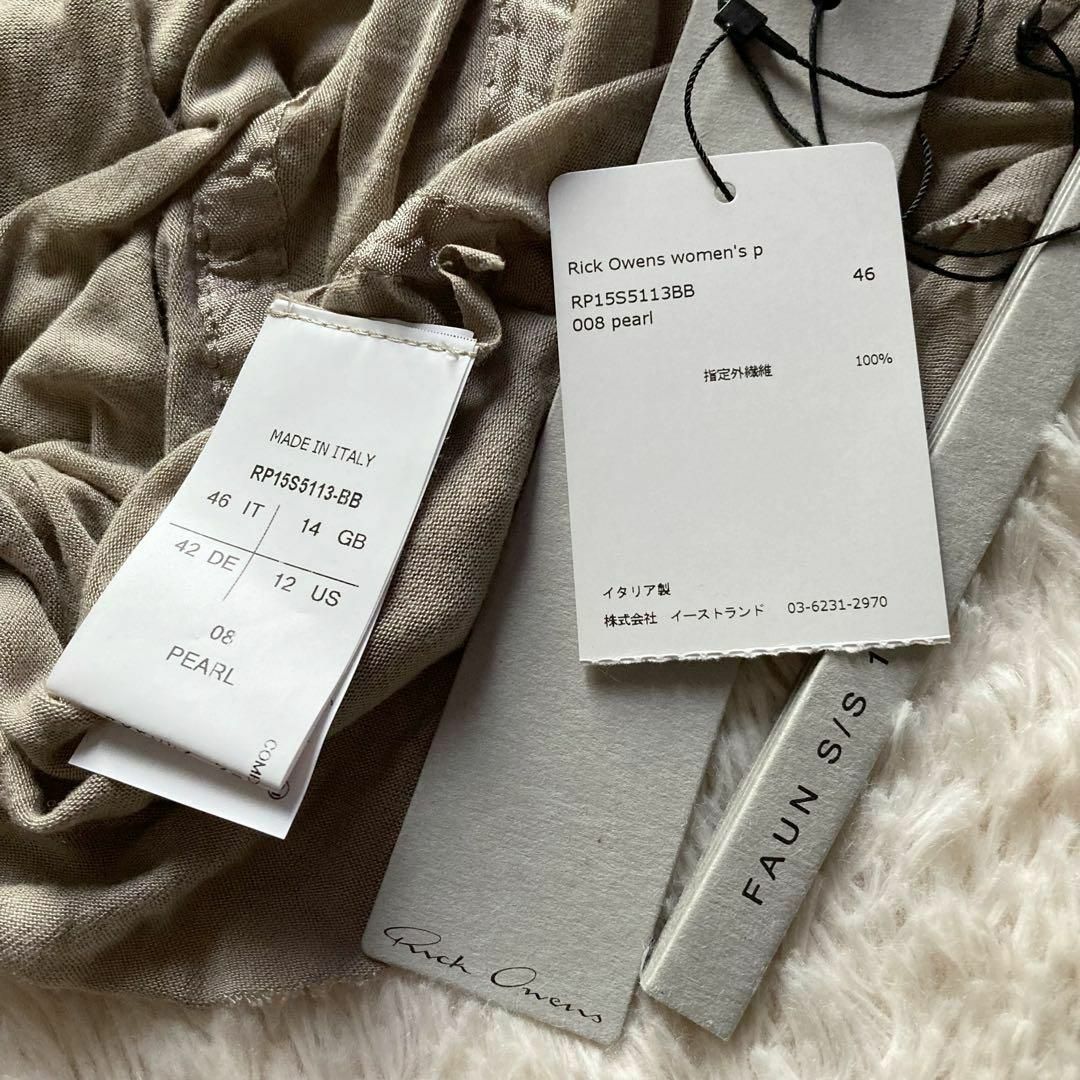 Rick Owens women's p
RP15S5113BB 46
008 pearl
指定外繊維 100%
イタリア製
株式会社 イーストランド 03-6231-2970
MADE IN ITALY
RP15S5113-BB
46 IT 14 GB
42 DE 12 US
08
PEARL
Rick Owens
FAUN S/S